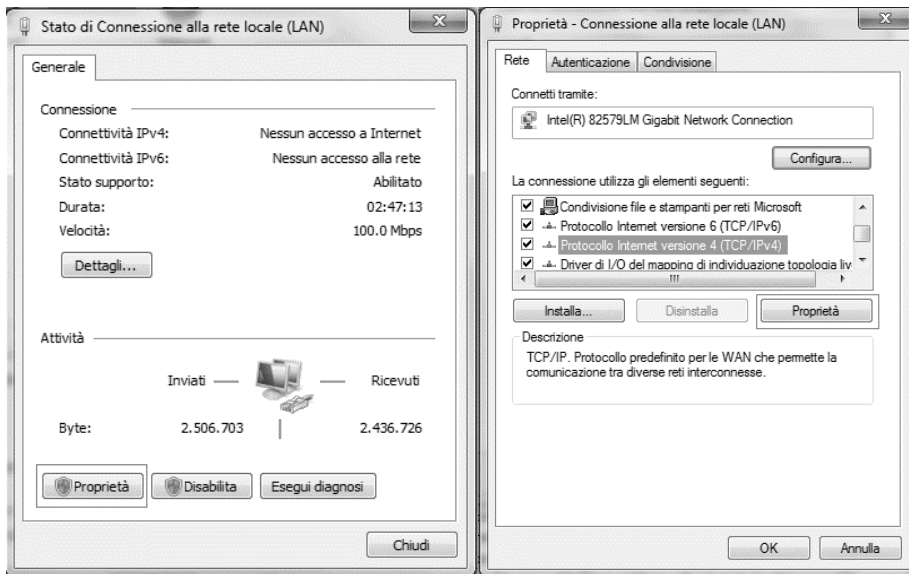 Stato di Connessione alla rete locale (LAN)
Generale
Connessione
Connettività IPv4: Nessun accesso a Internet
Connettività IPv6: Nessun accesso alla rete
Stato supporto: Abilitato
Durata: 02:47:13
Velocità: 100.0 Mbps
Dettagli...
Attività
Inviati Ricevuti
Byte: 2.506.703 2.436.726
Proprietà Disabilita Esegui diagnosi
Chiudi
Proprietà - Connessione alla rete locale (LAN)
Rete Autenticazione Condivisione
Connetti tramite:
Intel(R) 82579LM Gigabit Network Connection
Configura...
La connessione utilizza gli elementi seguenti:
Condivisione file e stampanti per reti Microsoft
Protocollo Internet versione 6 (TCP/IPv6)
Protocollo Internet versione 4 (TCP/IPv4)
Driver di I/O del mapping di individuazione topologia liv
Installa... Disinstalla Proprietà
Descrizione
TCP/IP. Protocollo predefinito per le WAN che permette la
comunicazione tra diverse reti interconnesse.
OK Annulla